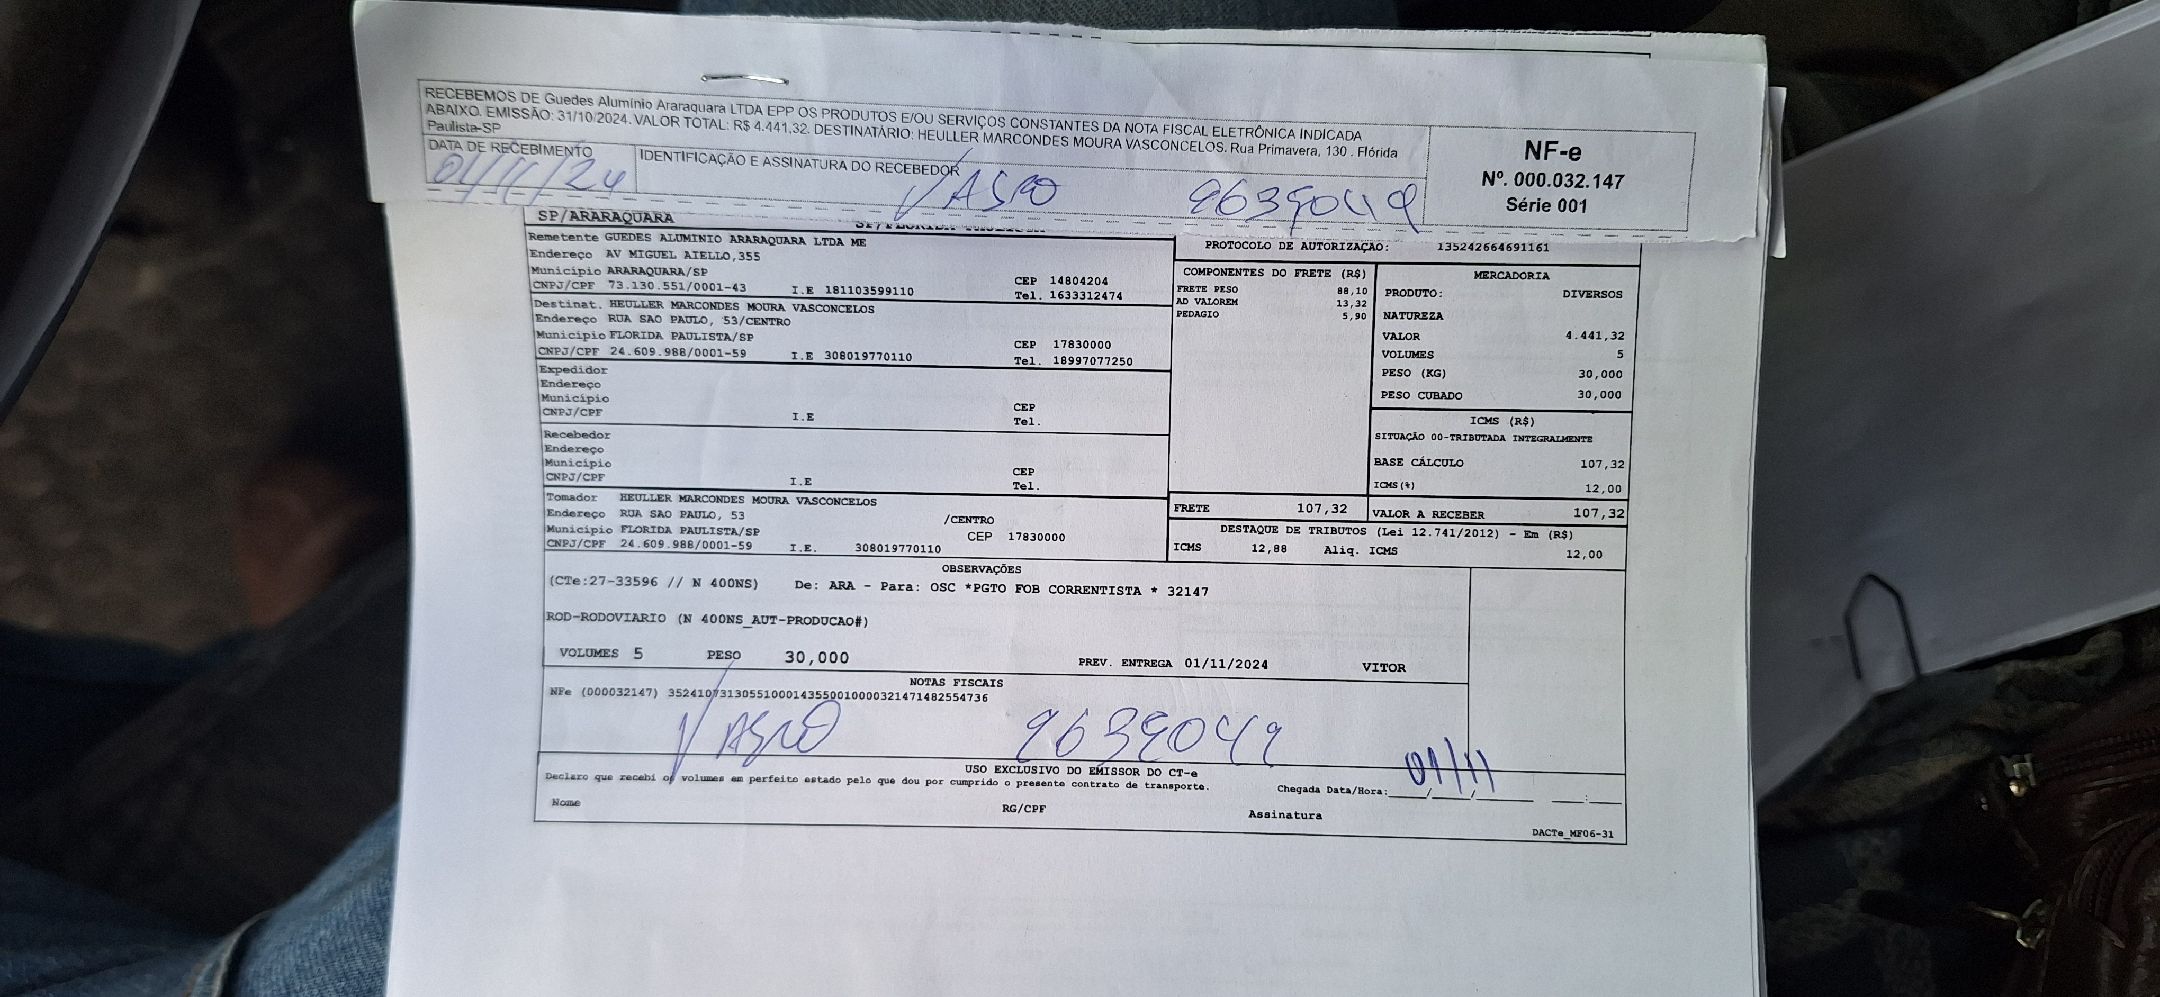 RECEBEMOS DE Guedes Alumínio Araraquara LTDA EPP OS PRODUTOS E/OU SERVIÇOS CONSTANTES DA NOTA FISCAL ELETRÔNICA INDICADA
ABAIXO. EMISSÃO: 31/10/2024. VALOR TOTAL: R$ 4.441,32. DESTINATÁRIO: HEULLER MARCONDES MOURA VASCONCELOS. Rua Primavera, 130 . Flórida
Paulista-SP
DATA DE RECEBIMENTO
01/11/24
IDENTIFICAÇÃO E ASSINATURA DO RECEBEDOR
NF-e
Nº. 000.032.147
Série 001
SP/ARARAQUARA
Remetente GUEDES ALUMINIO ARARAQUARA LTDA ME
Endereço AV MIGUEL AIELLO,355
Município ARARAQUARA/SP CEP 14804204
CNPJ/CPF 73.130.551/0001-43 I.E 181103599110 Tel. 1633312474
Destinat. HEULLER MARCONDES MOURA VASCONCELOS
Endereço RUA SAO PAULO, 53/CENTRO
Município FLORIDA PAULISTA/SP CEP 17830000
CNPJ/CPF 24.609.988/0001-59 I.E 308019770110 Tel. 18997077250
Expedidor
Endereço
Município CEP
CNPJ/CPF I.E Tel.
Recebedor
Endereço
Município CEP
CNPJ/CPF I.E Tel.
Tomador HEULLER MARCONDES MOURA VASCONCELOS
Endereço RUA SAO PAULO, 53 /CENTRO
Município FLORIDA PAULISTA/SP CEP 17830000
CNPJ/CPF 24.609.988/0001-59 I.E. 308019770110
PROTOCOLO DE AUTORIZAÇÃO: 135242664691161
COMPONENTES DO FRETE (R$)
FRETE PESO 88,10
AD VALOREM 13,32
PEDAGIO 5,90
MERCADORIA
PRODUTO: DIVERSOS
NATUREZA
VALOR 4.441,32
VOLUMES 5
PESO (KG) 30,000
PESO CUBADO 30,000
ICMS (R$)
SITUAÇÃO 00-TRIBUTADA INTEGRALMENTE
BASE CÁLCULO 107,32
ICMS(%) 12,00
FRETE 107,32 VALOR A RECEBER 107,32
DESTAQUE DE TRIBUTOS (Lei 12.741/2012) - Em (R$)
ICMS 12,88 Aliq. ICMS 12,00
OBSERVAÇÕES
(CTe:27-33596 // N 400NS) De: ARA - Para: OSC *PGTO FOB CORRENTISTA * 32147
ROD-RODOVIARIO (N 400NS_AUT-PRODUCAO#)
VOLUMES 5 PESO 30,000 PREV. ENTREGA 01/11/2024 VITOR
NOTAS FISCAIS
NFe (000032147) 35241073130551000143550010000321471482554736
01/11
USO EXCLUSIVO DO EMISSOR DO CT-e
Declaro que recebi os volumes em perfeito estado pelo que dou por cumprido o presente contrato de transporte.
Chegada Data/Hora:____/____/______ ___:___
Nome RG/CPF Assinatura
DACTe_MF06-31